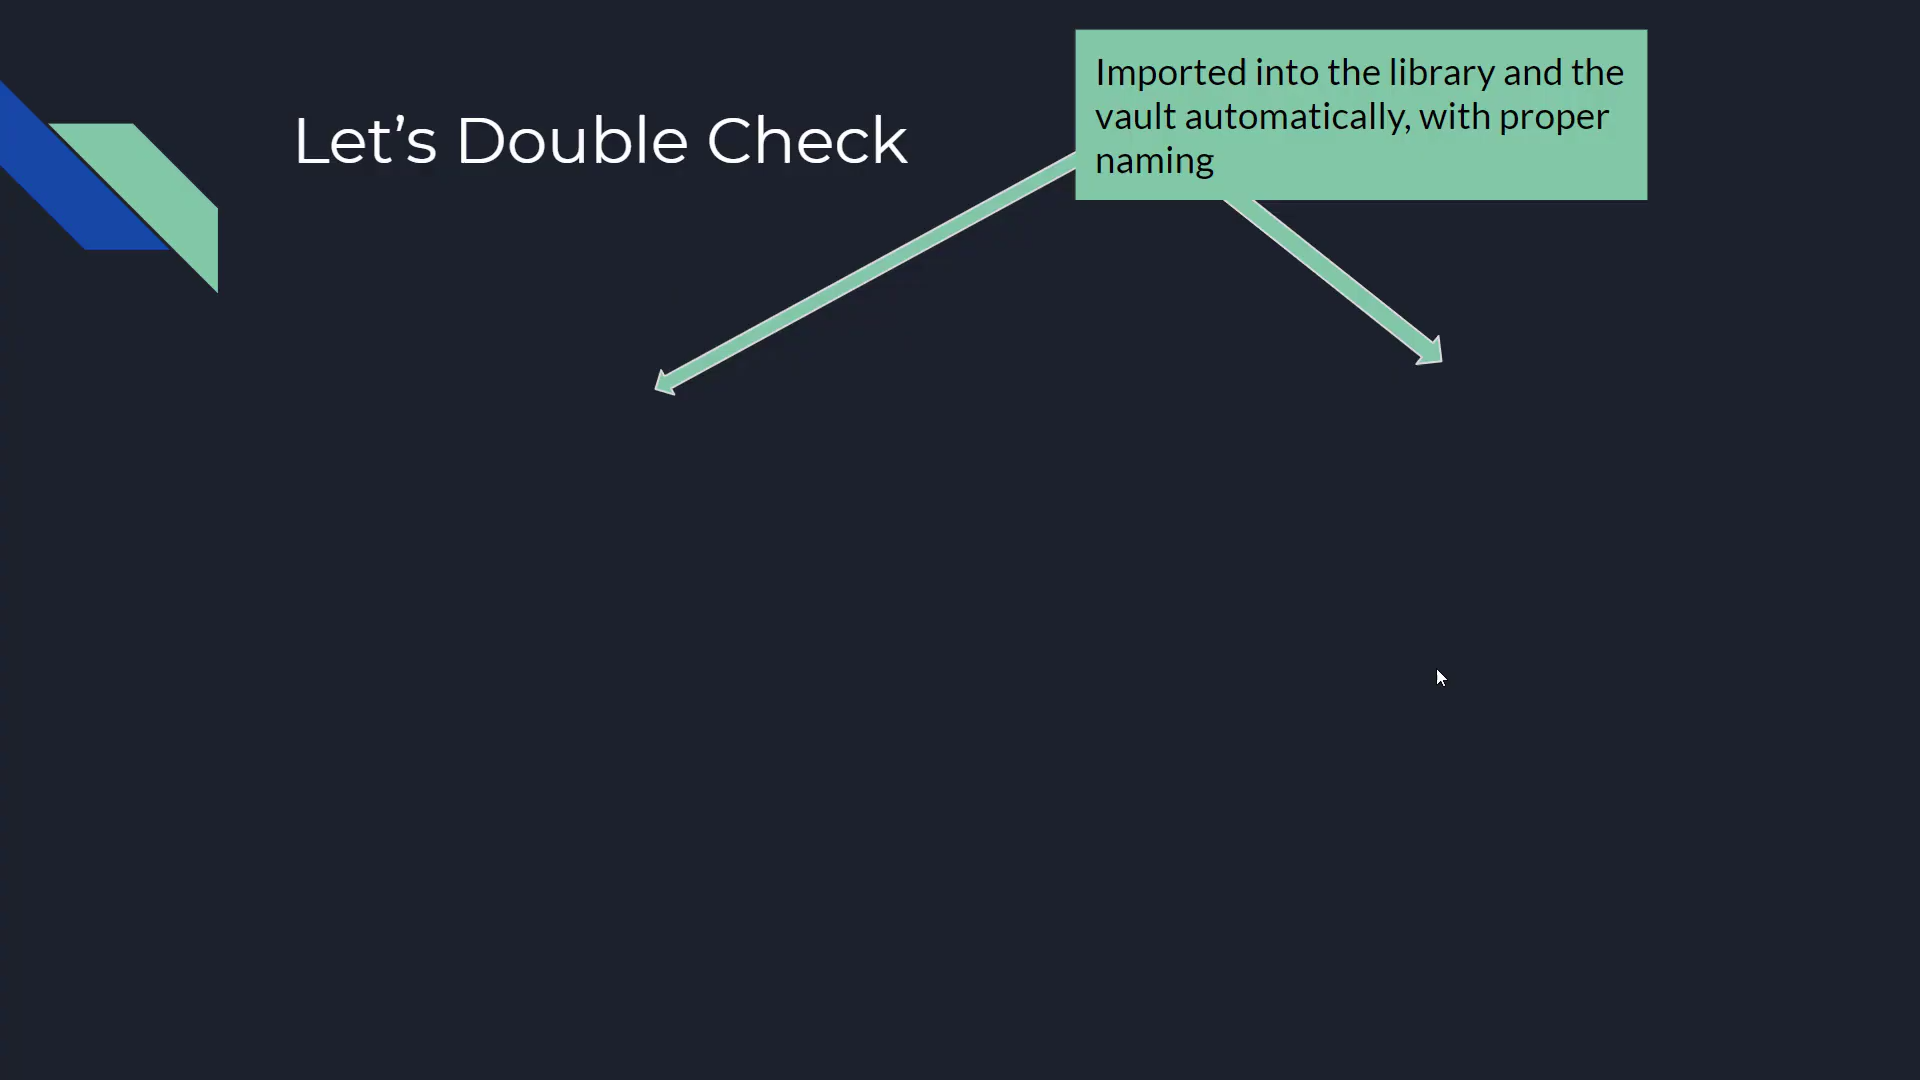 Let’s Double Check
Imported into the library and the
vault automatically, with proper
naming